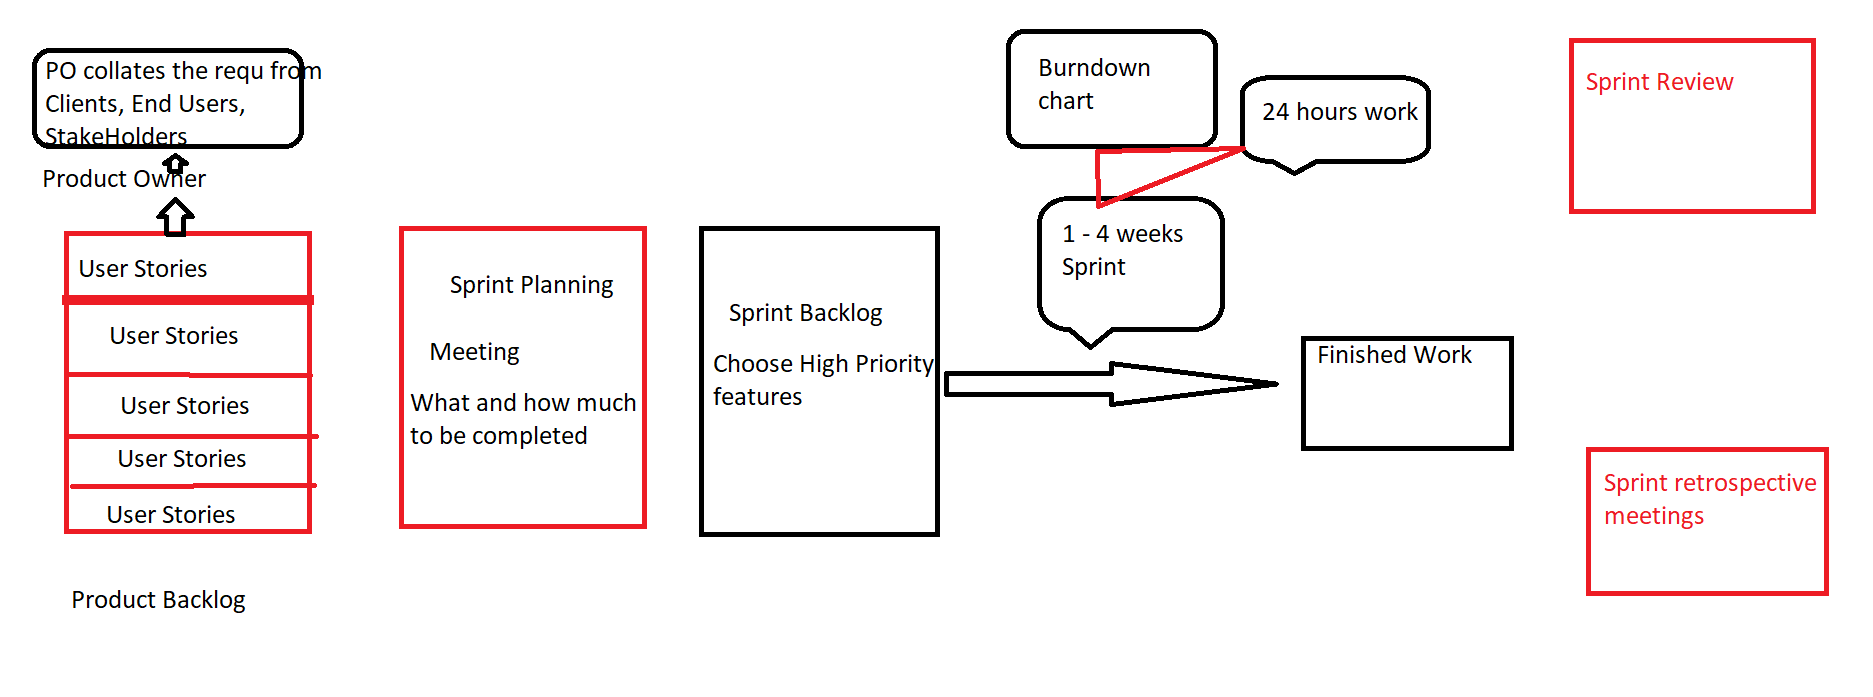 PO collates the requ from
Clients, End Users,
StakeHolders
Product Owner
User Stories
User Stories
User Stories
User Stories
User Stories
Product Backlog
Sprint Planning
Meeting
What and how much
to be completed
Sprint Backlog
Choose High Priority
features
Burndown
chart
24 hours work
1 - 4 weeks
Sprint
Finished Work
Sprint Review
Sprint retrospective
meetings